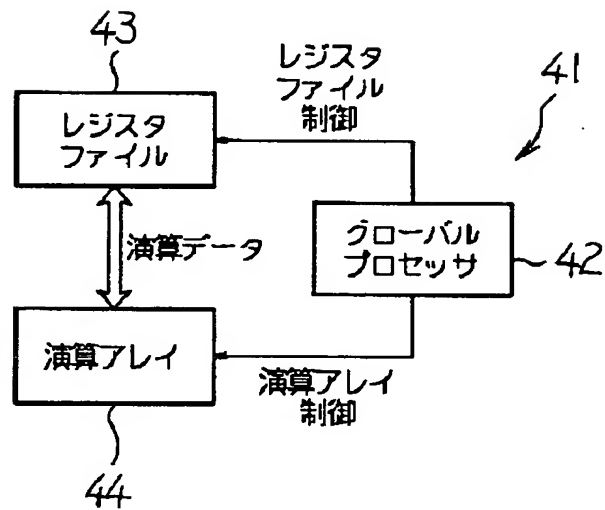 43
レジスタ
ファイル
レジスタ
ファイル
制御
41
演算データ
グローバル
プロセッサ
42
演算アレイ
演算アレイ
制御
44